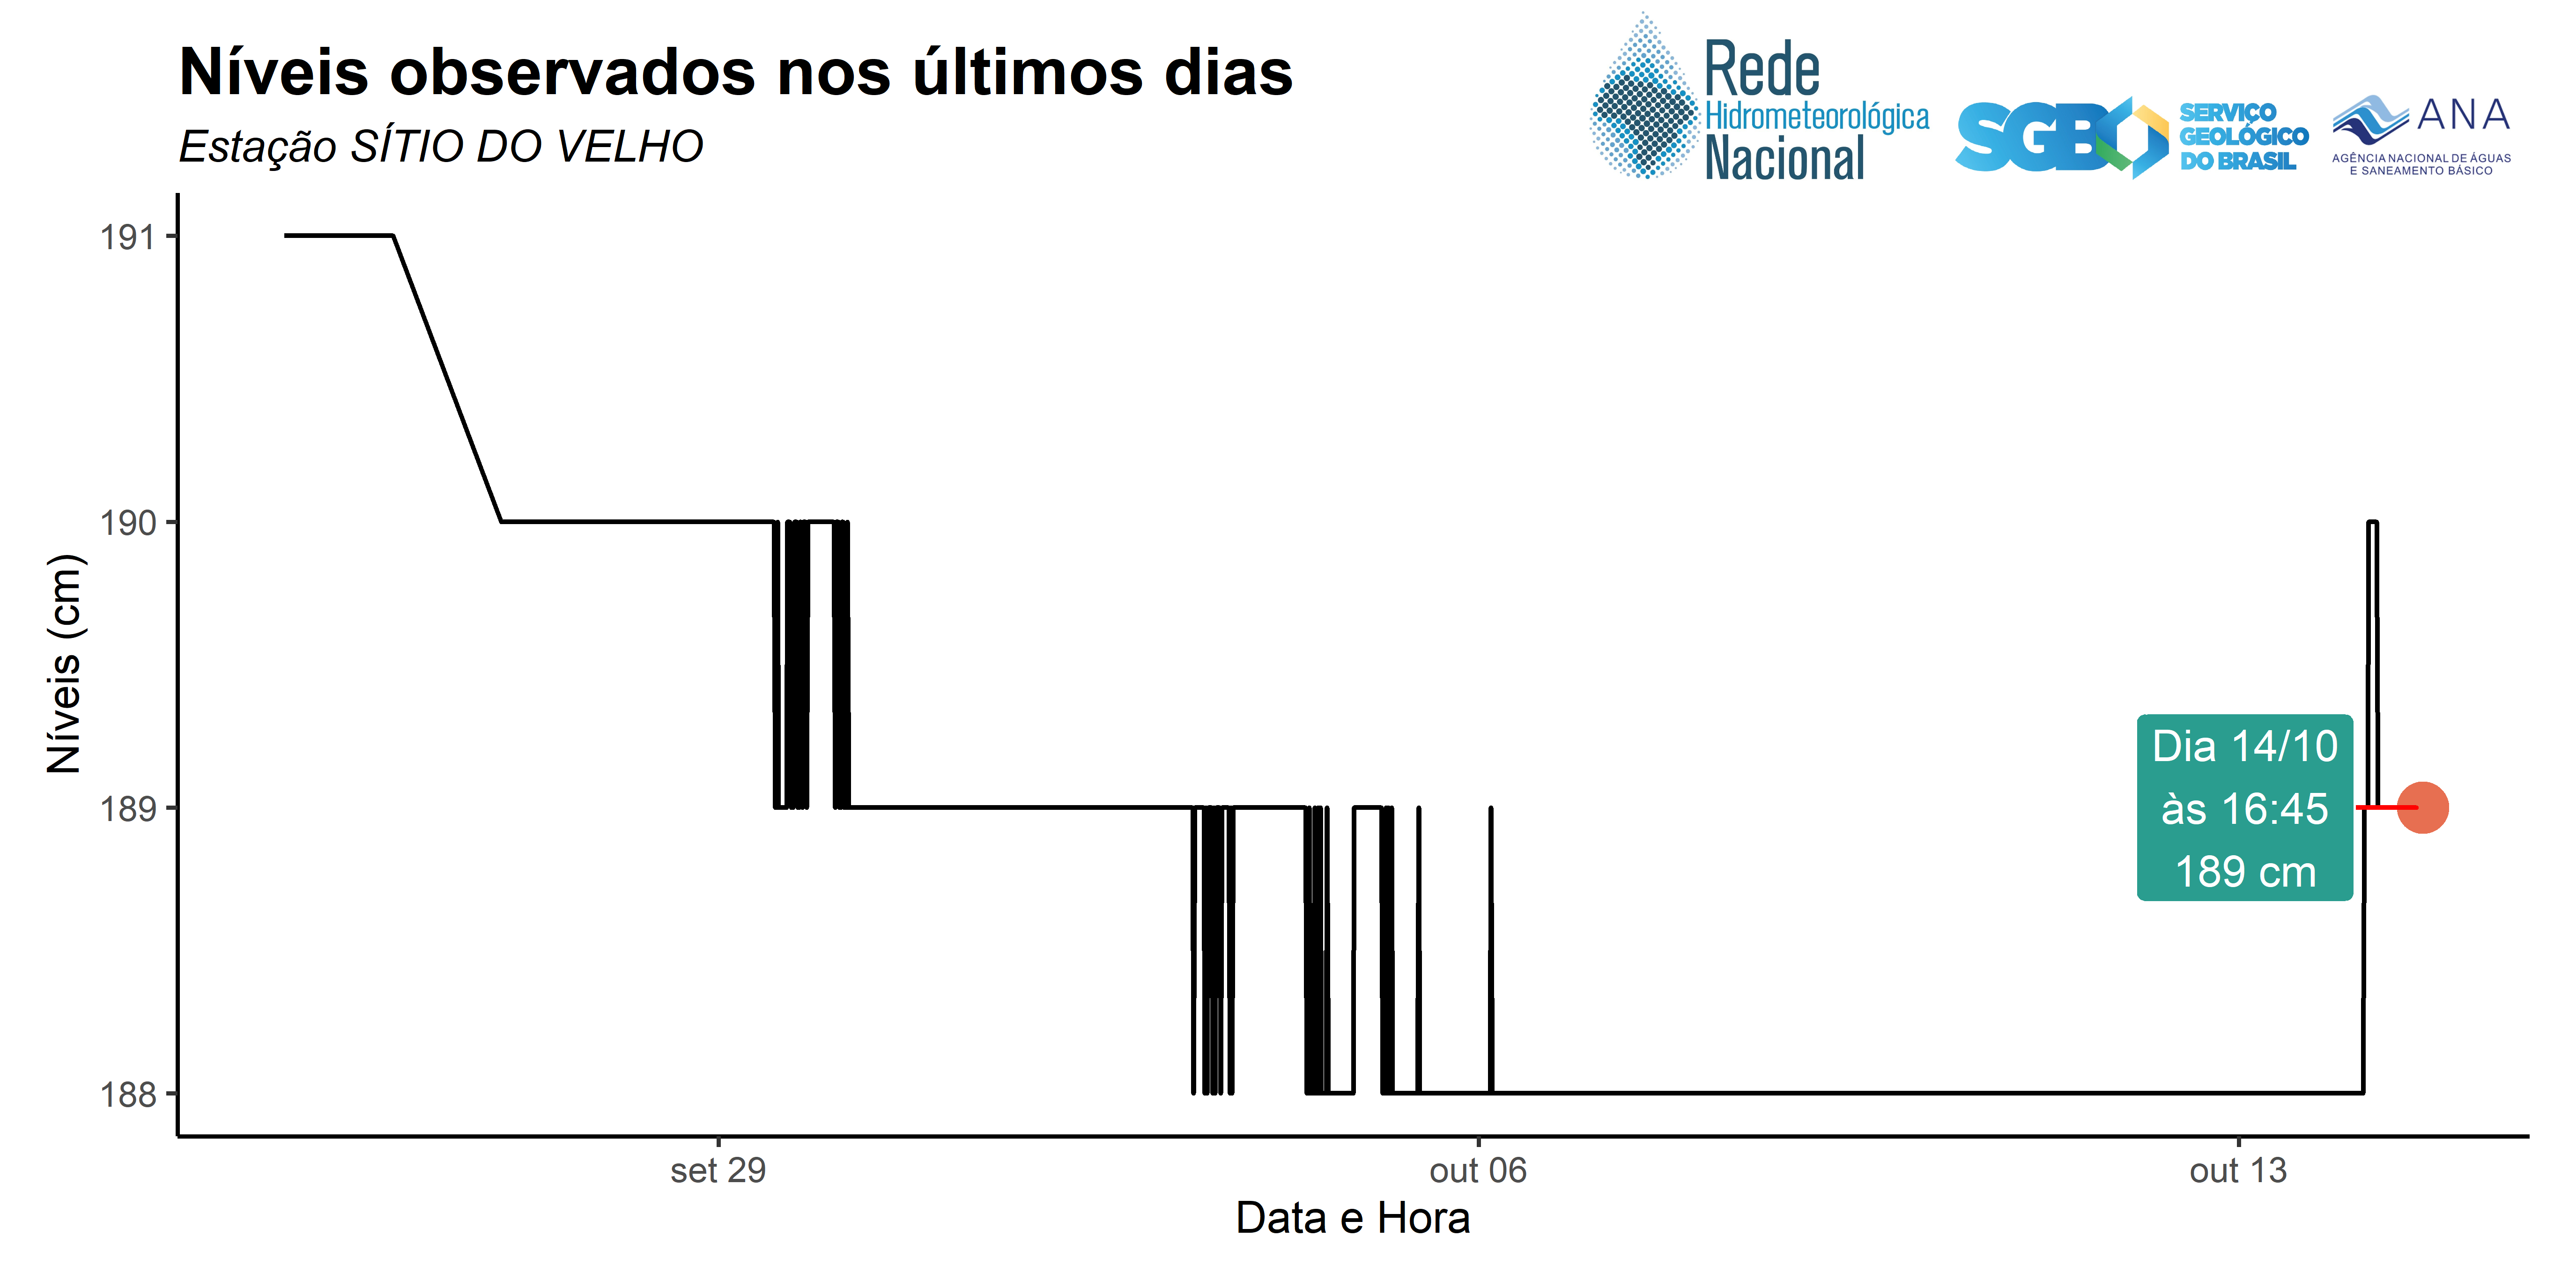 Níveis observados nos últimos dias
Estação SÍTIO DO VELHO
Rede
Hidrometeorológica
Nacional
SGB
SERVIÇO
GEOLÓGICO
DO BRASIL
ANA
AGÊNCIA NACIONAL DE ÁGUAS
E SANEAMENTO BÁSICO
Níveis (cm)
191
190
189
188
Dia 14/10
às 16:45
189 cm
set 29
out 06
out 13
Data e Hora